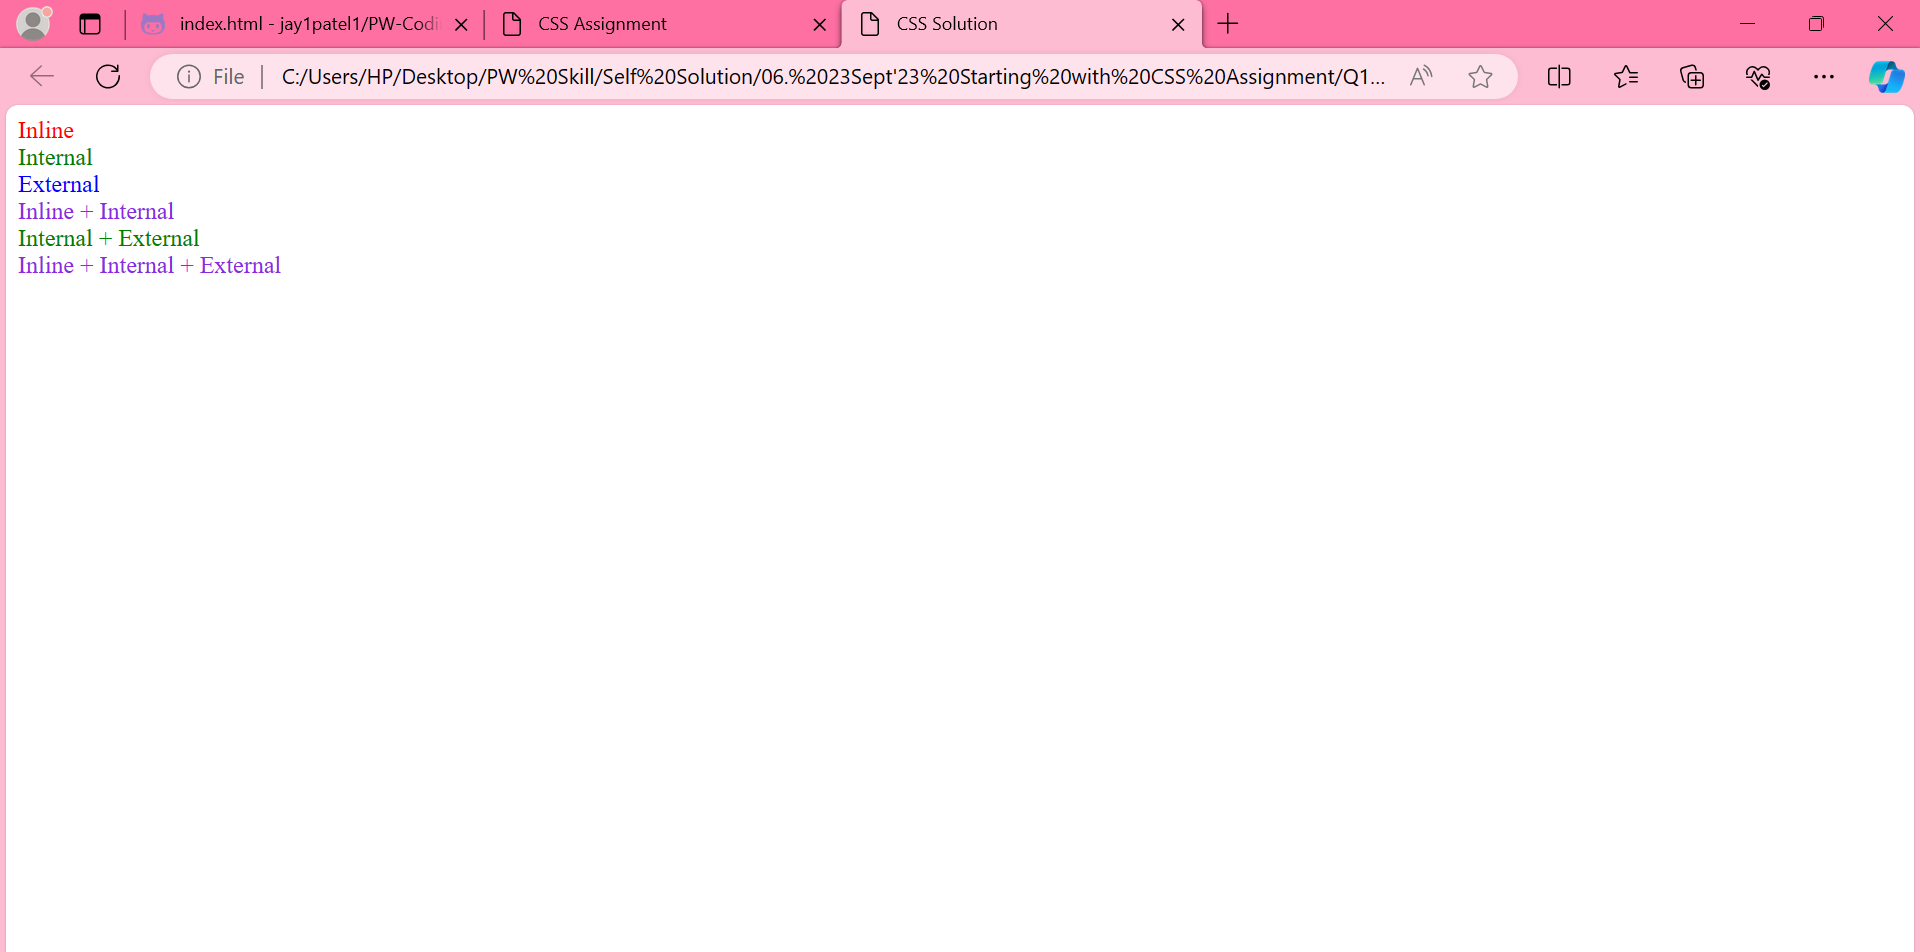 index.html - jay1patel1/PW-Codi
CSS Assignment
CSS Solution
File
C:/Users/HP/Desktop/PW%20Skill/Self%20Solution/06.%2023Sept'23%20Starting%20with%20CSS%20Assignment/Q1...
Inline
Internal
External
Inline + Internal
Internal + External
Inline + Internal + External